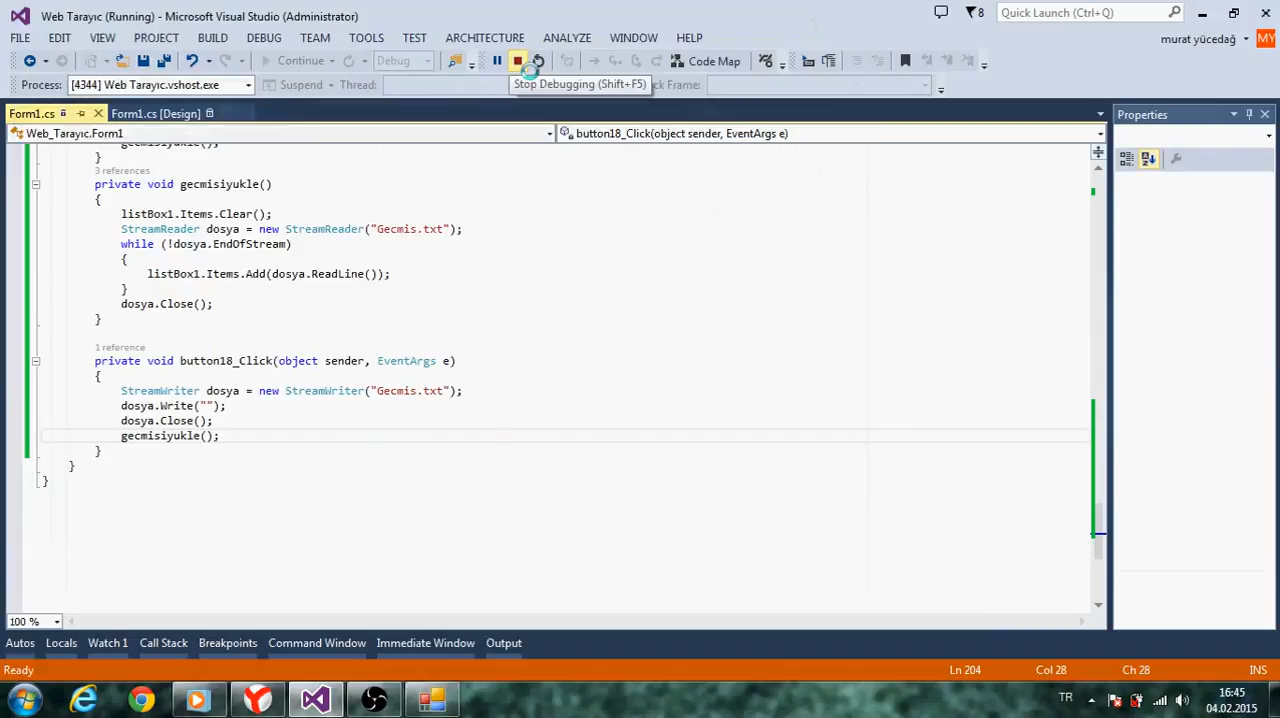 Web Tarayıc (Running) - Microsoft Visual Studio (Administrator)
8
Quick Launch (Ctrl+Q)
FILE EDIT VIEW PROJECT BUILD DEBUG TEAM TOOLS TEST ARCHITECTURE ANALYZE WINDOW HELP
murat yücedağ
MY
Continue
Debug
Code Map
Process: [4344] Web Tarayıc.vshost.exe
Suspend
Thread:
Stop Debugging (Shift+F5)
ck Frame:
Form1.cs
Form1.cs [Design]
Properties
Web_Tarayıc.Form1
button18_Click(object sender, EventArgs e)
gecmisiyukle();
}
3 references
private void gecmisiyukle()
{
listBox1.Items.Clear();
StreamReader dosya = new StreamReader("Gecmis.txt");
while (!dosya.EndOfStream)
{
listBox1.Items.Add(dosya.ReadLine());
}
dosya.Close();
}
1 reference
private void button18_Click(object sender, EventArgs e)
{
StreamWriter dosya = new StreamWriter("Gecmis.txt");
dosya.Write("");
dosya.Close();
gecmisiyukle();
}
}
}
100 %
Autos Locals Watch 1 Call Stack Breakpoints Command Window Immediate Window Output
Ready
Ln 204
Col 28
Ch 28
INS
TR
16:45
04.02.2015